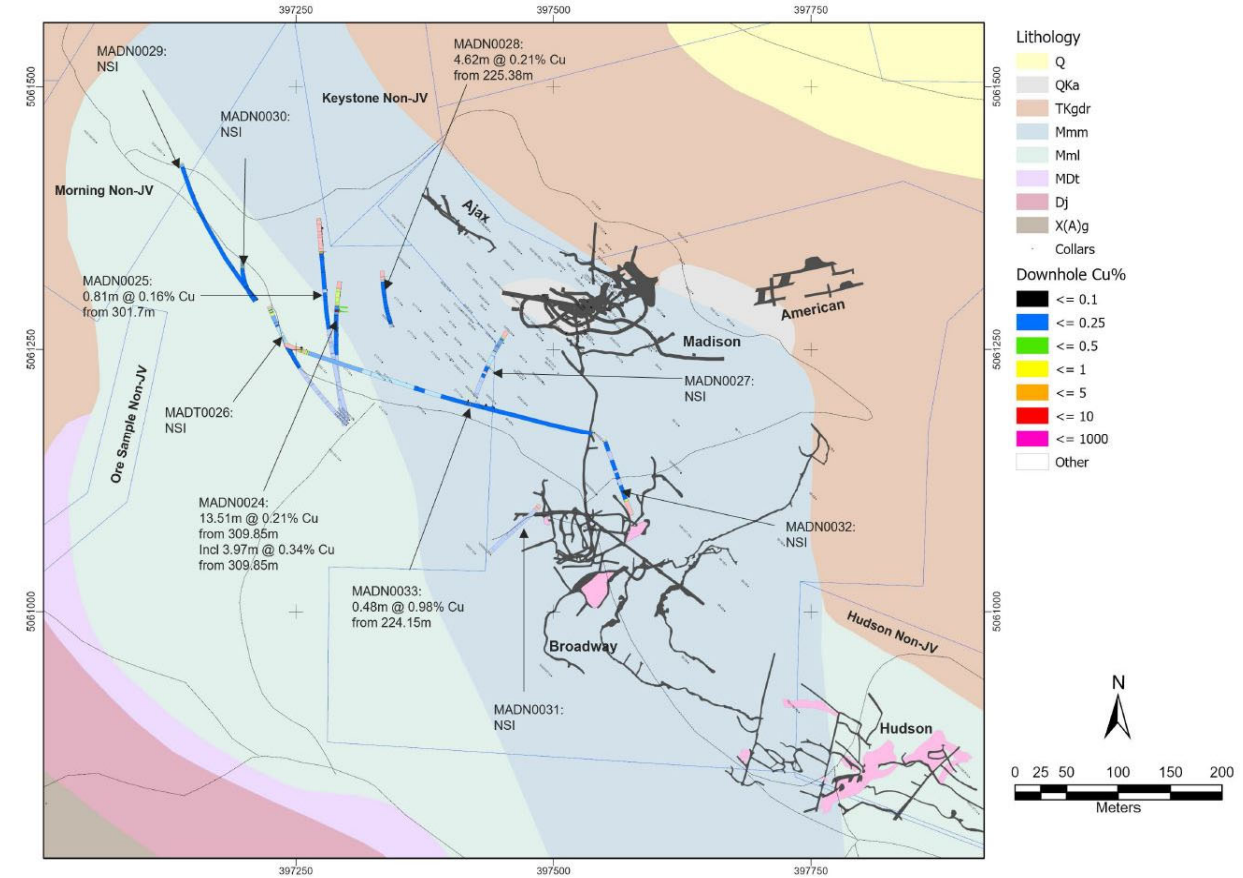 397250
397500
397750
MADN0029:
NSI
MADN0028:
4.62m @ 0.21% Cu
from 225.38m
Keystone Non-JV
MADN0030:
NSI
5061500
5061500
Morning Non-JV
Ajax
MADN0025:
0.81m @ 0.16% Cu
from 301.7m
American
Madison
5061250
5061250
MADN0027:
NSI
Ore Sample Non-JV
MADT0026:
NSI
MADN0024:
13.51m @ 0.21% Cu
from 309.85m
Incl 3.97m @ 0.34% Cu
from 309.85m
MADN0032:
NSI
MADN0033:
0.48m @ 0.98% Cu
from 224.15m
5061000
5061000
Hudson Non-JV
Broadway
MADN0031:
NSI
Hudson
397250
397500
397750
Lithology
Q
QKa
TKgdr
Mmm
Mml
MDt
Dj
X(A)g
Collars
Downhole Cu%
<= 0.1
<= 0.25
<= 0.5
<= 1
<= 5
<= 10
<= 1000
Other
N
0 25 50 100 150 200
Meters